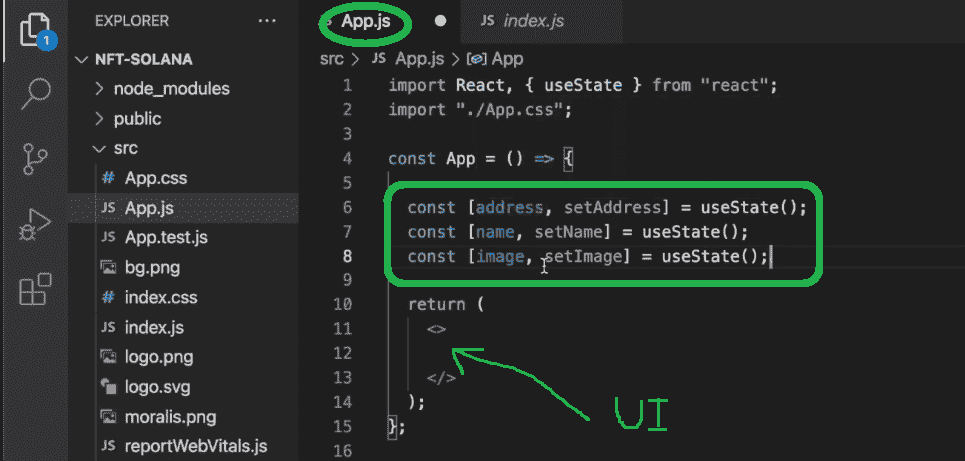 EXPLORER ...
App.js ● JS index.js
1
NFT-SOLANA
src > JS App.js > App
node_modules
public
src
# App.css
JS App.js
JS App.test.js
bg.png
# index.css
JS index.js
logo.png
logo.svg
moralis.png
JS reportWebVitals.js
1 import React, { useState } from "react";
2 import "./App.css";
3
4 const App = () => {
5
6 const [address, setAddress] = useState();
7 const [name, setName] = useState();
8 const [image, setImage] = useState();
9
10 return (
11 <>
12
13 </>
14 );
15 };
16
UI